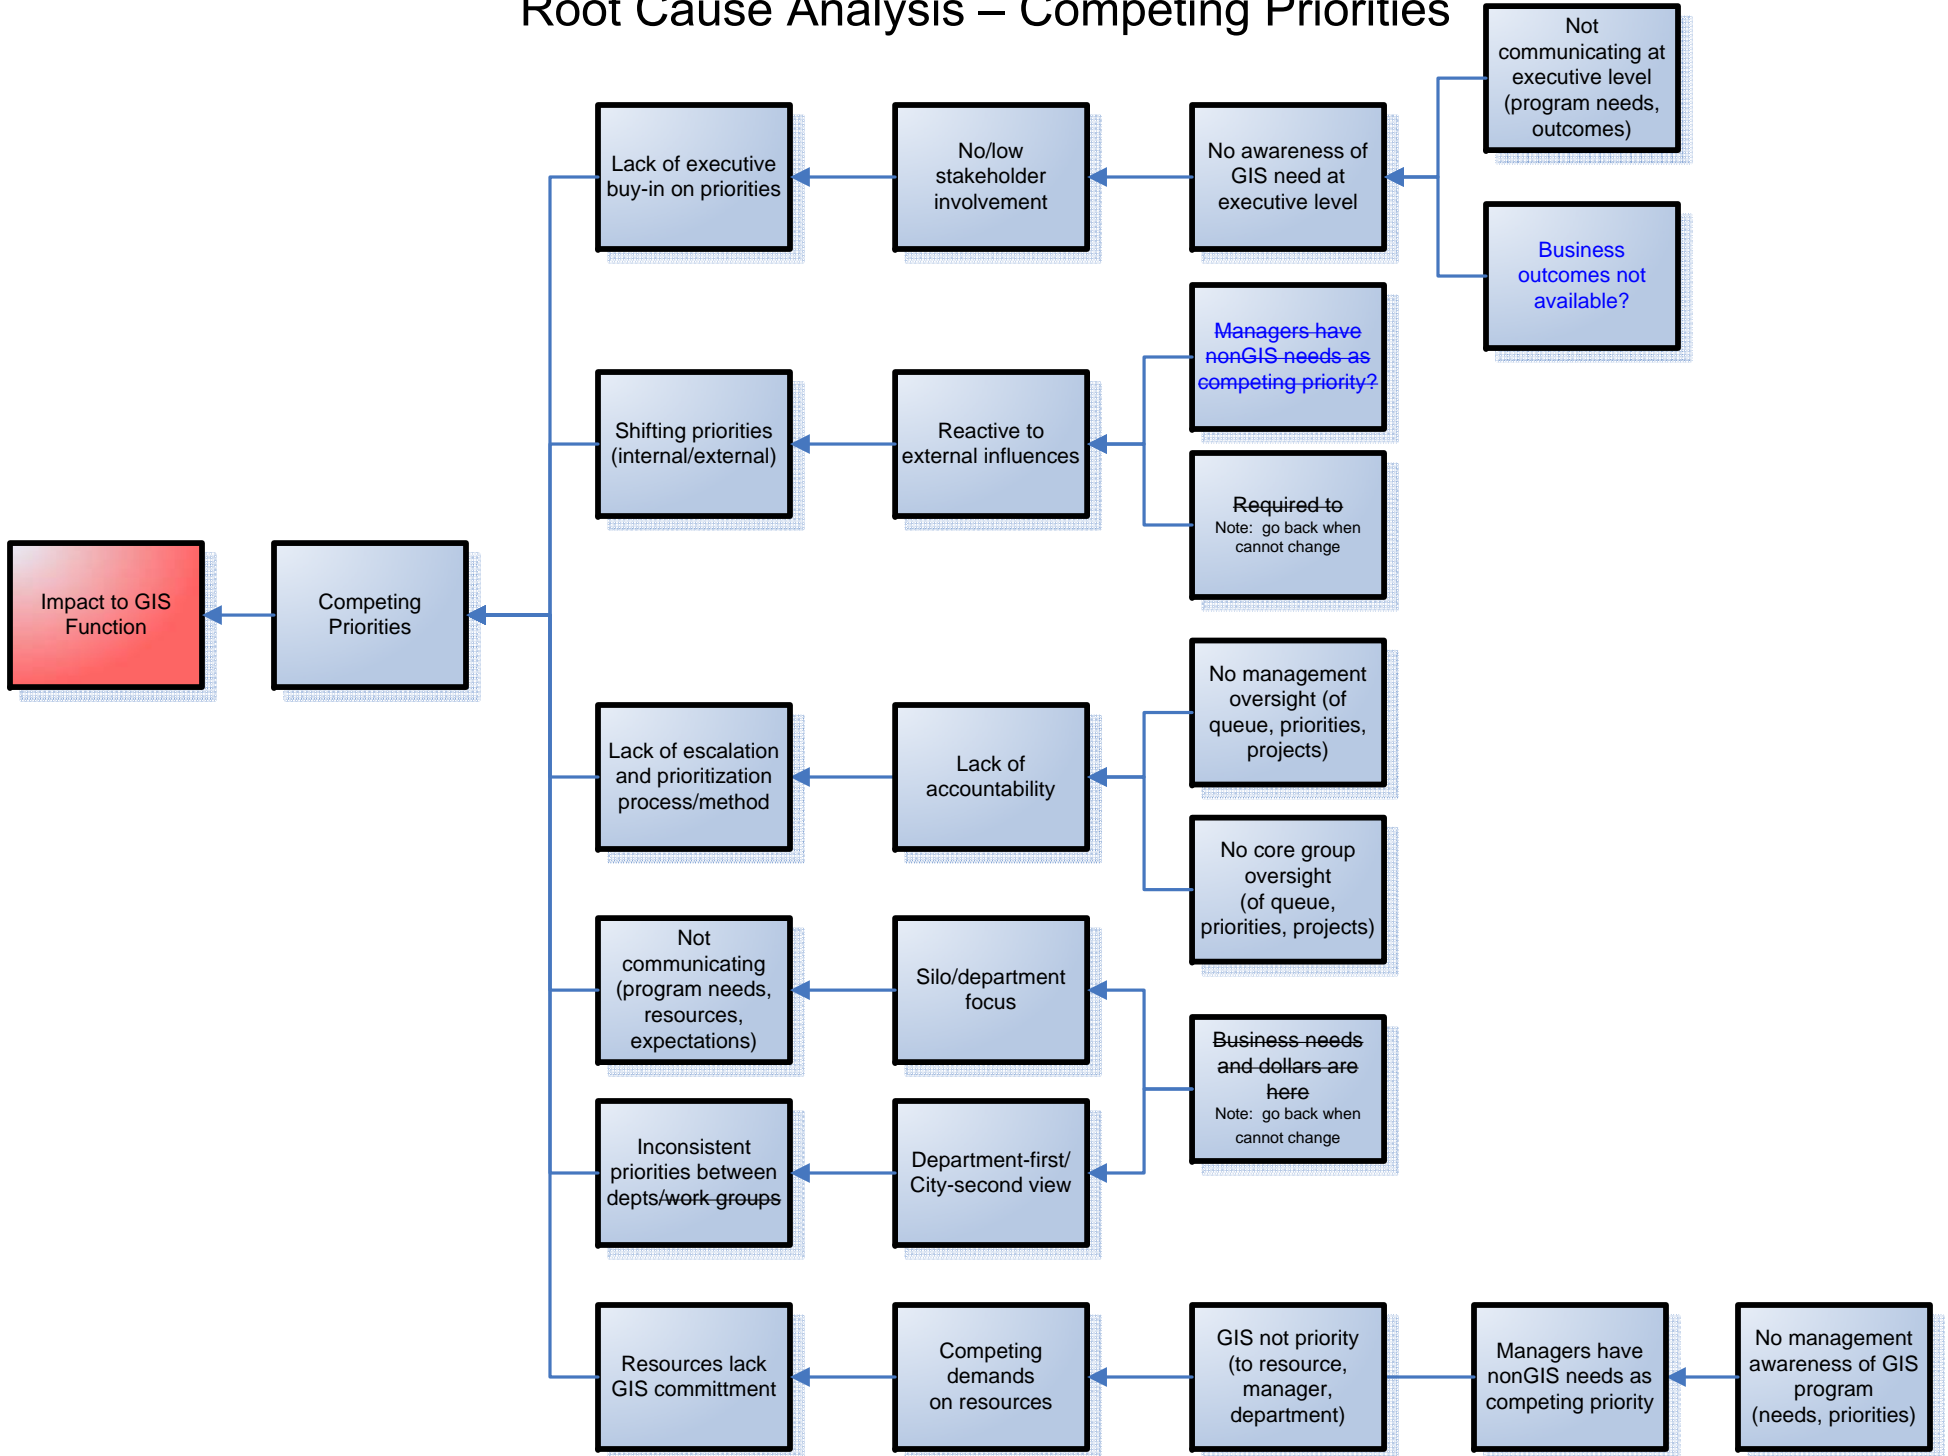 Root Cause Analysis – Competing Priorities
Not
communicating at
executive level
(program needs,
outcomes)
Lack of executive
buy-in on priorities
No/low
stakeholder
involvement
No awareness of
GIS need at
executive level
Business
outcomes not
available?
Managers have
nonGIS needs as
competing priority?
Shifting priorities
(internal/external)
Reactive to
external influences
Required to
Note: go back when
cannot change
Impact to GIS
Function
Competing
Priorities
No management
oversight (of
queue, priorities,
projects)
Lack of escalation
and prioritization
process/method
Lack of
accountability
No core group
oversight
(of queue,
priorities, projects)
Not
communicating
(program needs,
resources,
expectations)
Silo/department
focus
Business needs
and dollars are
here
Note: go back when
cannot change
Inconsistent
priorities between
depts/work groups
Department-first/
City-second view
Resources lack
GIS committment
Competing
demands
on resources
GIS not priority
(to resource,
manager,
department)
Managers have
nonGIS needs as
competing priority
No management
awareness of GIS
program
(needs, priorities)